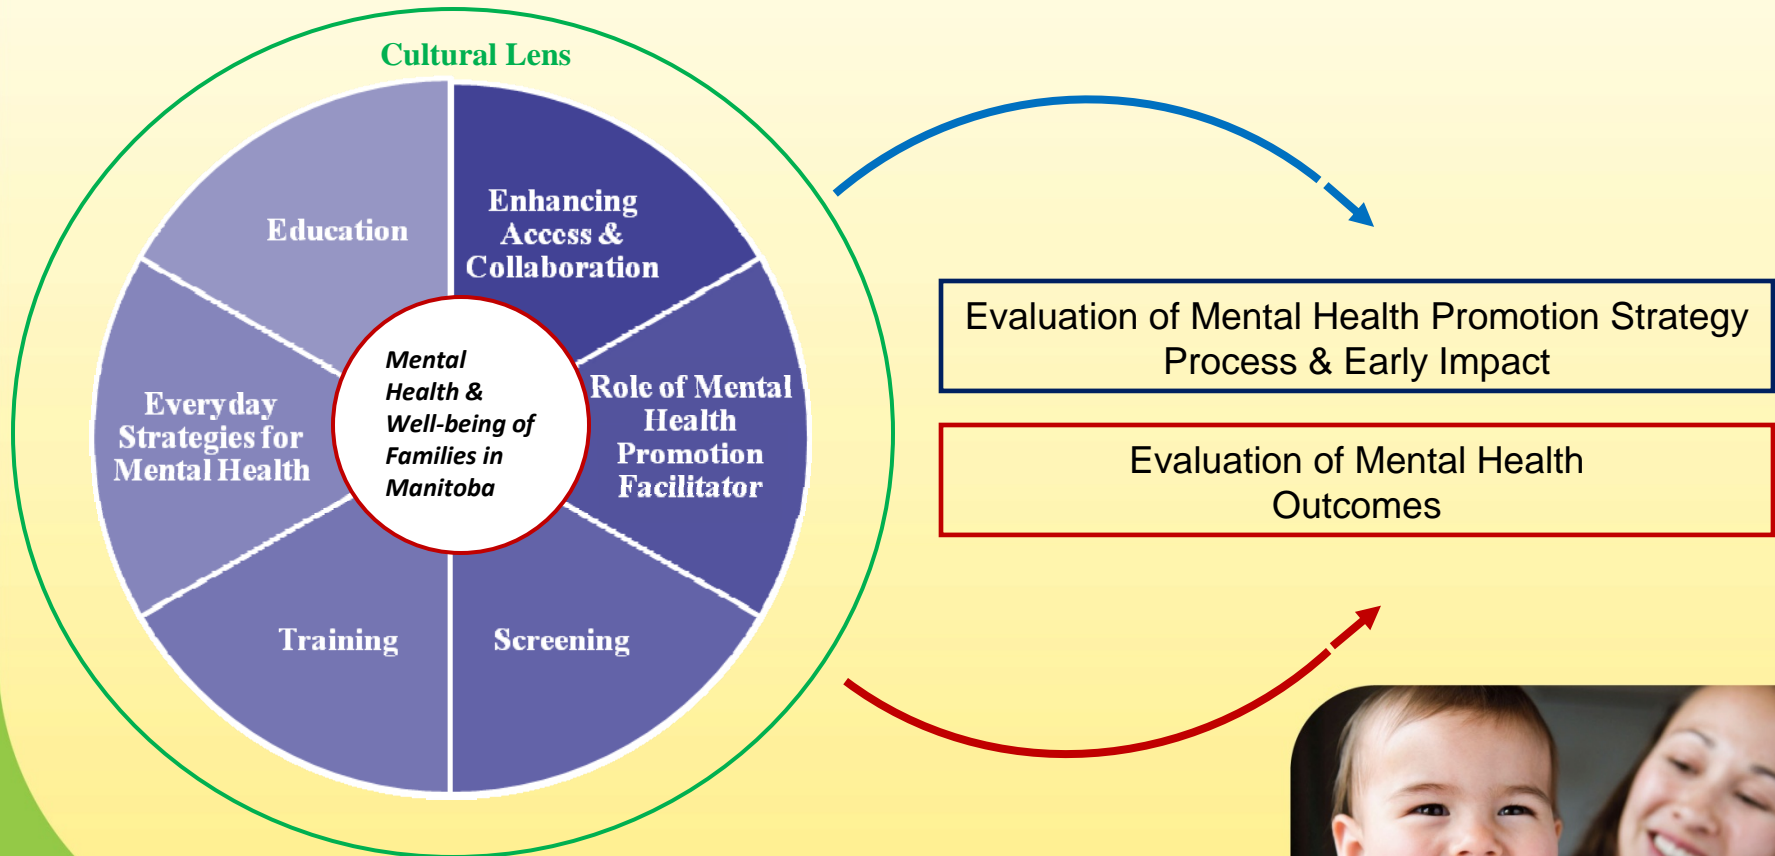 Cultural Lens
Education
Enhancing
Access &
Collaboration
Mental
Health &
Well-being of
Families in
Manitoba
Everyday
Strategies for
Mental Health
Role of Mental
Health
Promotion
Facilitator
Training
Screening
Evaluation of Mental Health Promotion Strategy
Process & Early Impact
Evaluation of Mental Health
Outcomes